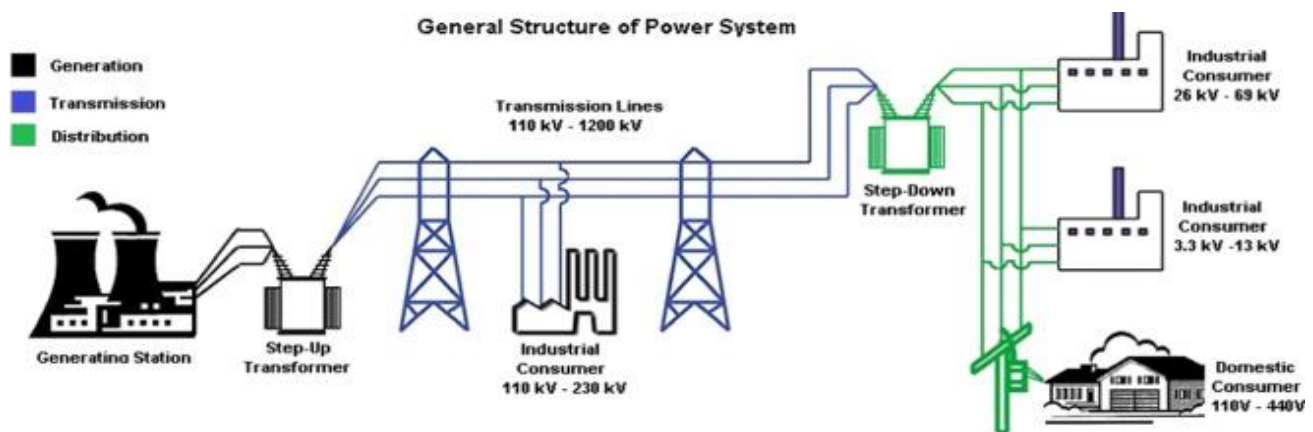 General Structure of Power System
Generation
Transmission
Distribution
Transmission Lines
110 kV - 1200 kV
Generating Station
Step-Up
Transformer
Industrial
Consumer
110 kV - 230 kV
Step-Down
Transformer
Industrial
Consumer
26 kV - 69 kV
Industrial
Consumer
3.3 kV -13 kV
Domestic
Consumer
110V - 440V